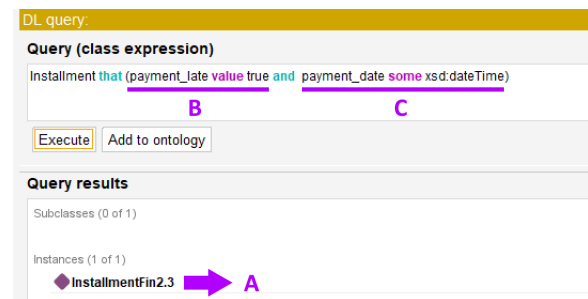 DL query:
Query (class expression)
Installment that (payment_late value true and payment_date some xsd:dateTime)
B C
Execute Add to ontology
Query results
Subclasses (0 of 1)
Instances (1 of 1)
InstallmentFin2.3 A